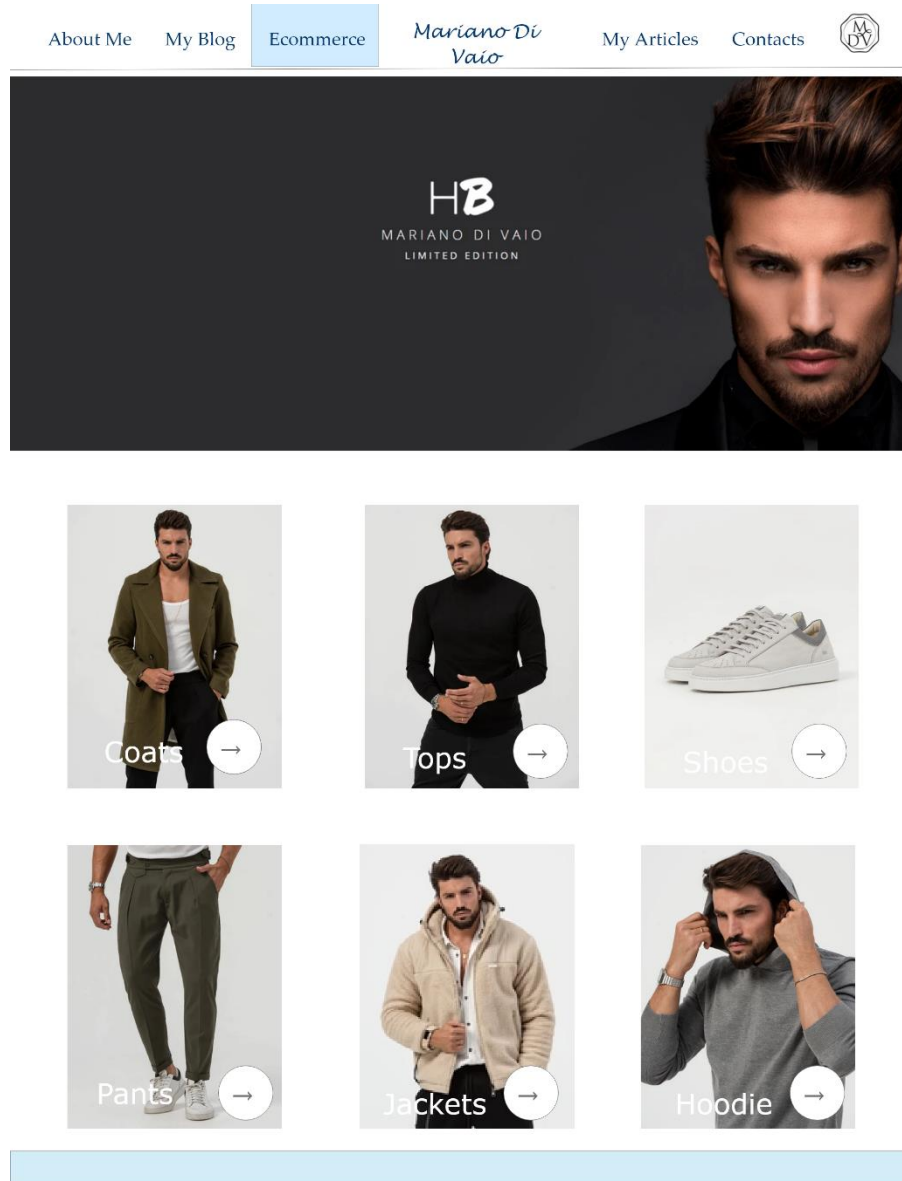 About Me My Blog Ecommerce Mariano Di My Articles Contacts
Vaio
M
DV
HB
MARIANO DI VAIO
LIMITED EDITION
Coats → Tops → Shoes →
Pants → Jackets → Hoodie →